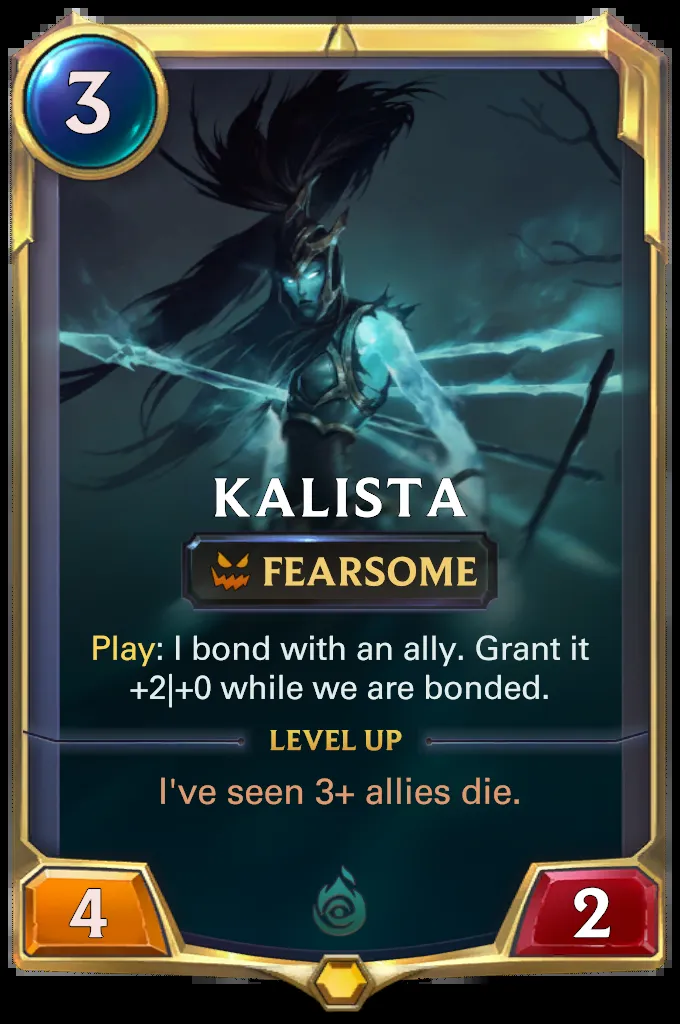 3
KALISTA
FEARSOME
Play: I bond with an ally. Grant it
+2|+0 while we are bonded.
LEVEL UP
I've seen 3+ allies die.
4
2